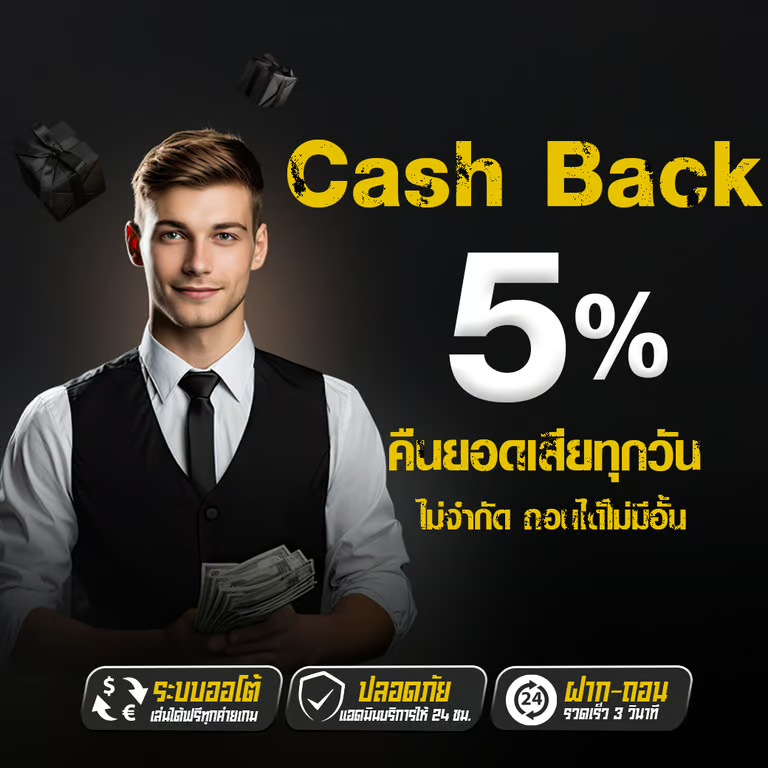 Cash Back
5%
คืนยอดเสียทุกวัน
ไม่จำกัด ถอนได้ไม่มีอั้น
$
€
ระบบออโต้
เล่นได้ฟรีทุกค่ายเกม
ปลอดภัย
แอดมินบริการให้ 24 ชม.
24
ฝาก-ถอน
รวดเร็ว 3 วินาที